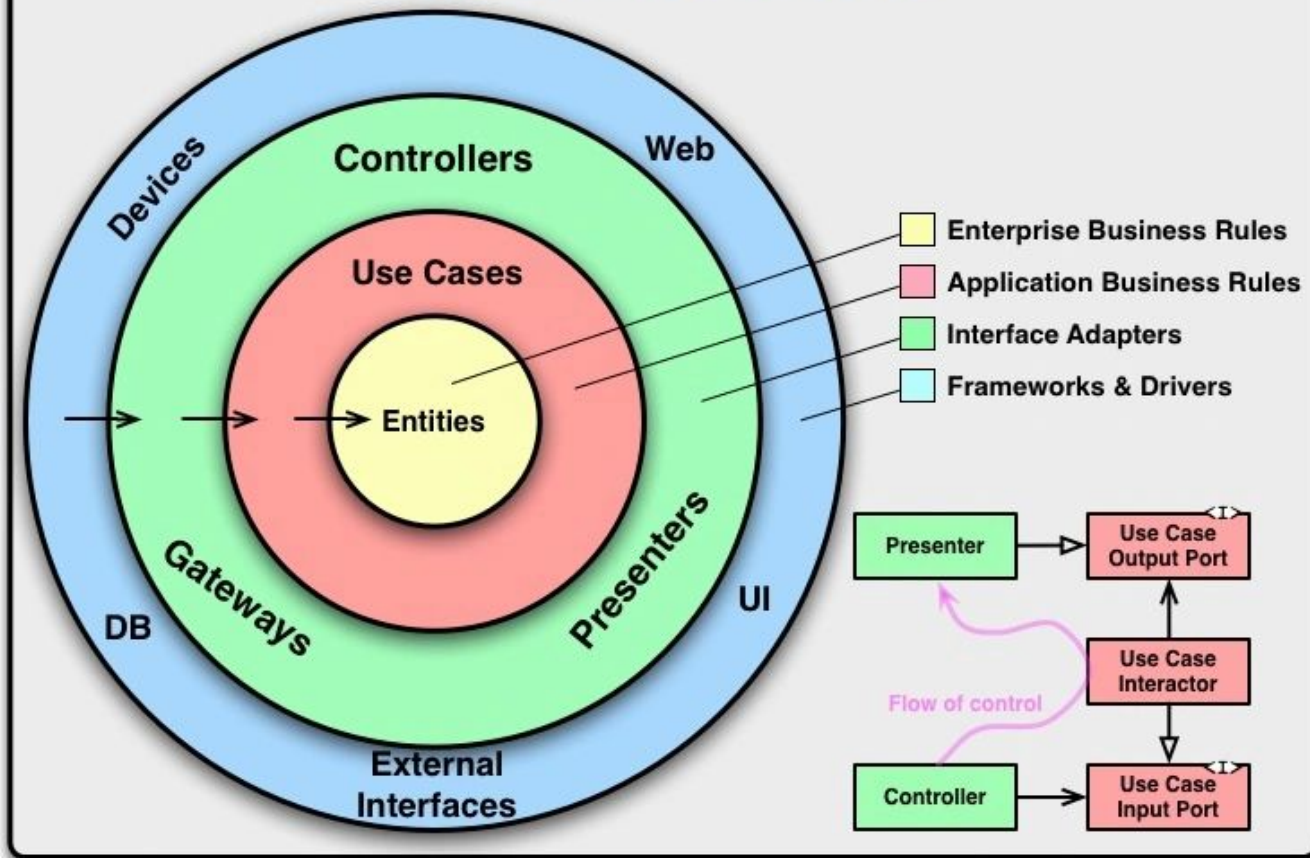 Devices
Web
Controllers
Use Cases
Entities
Gateways
Presenters
DB
UI
External
Interfaces
Enterprise Business Rules
Application Business Rules
Interface Adapters
Frameworks & Drivers
Presenter
<I>
Use Case
Output Port
Use Case
Interactor
Flow of control
Controller
<I>
Use Case
Input Port